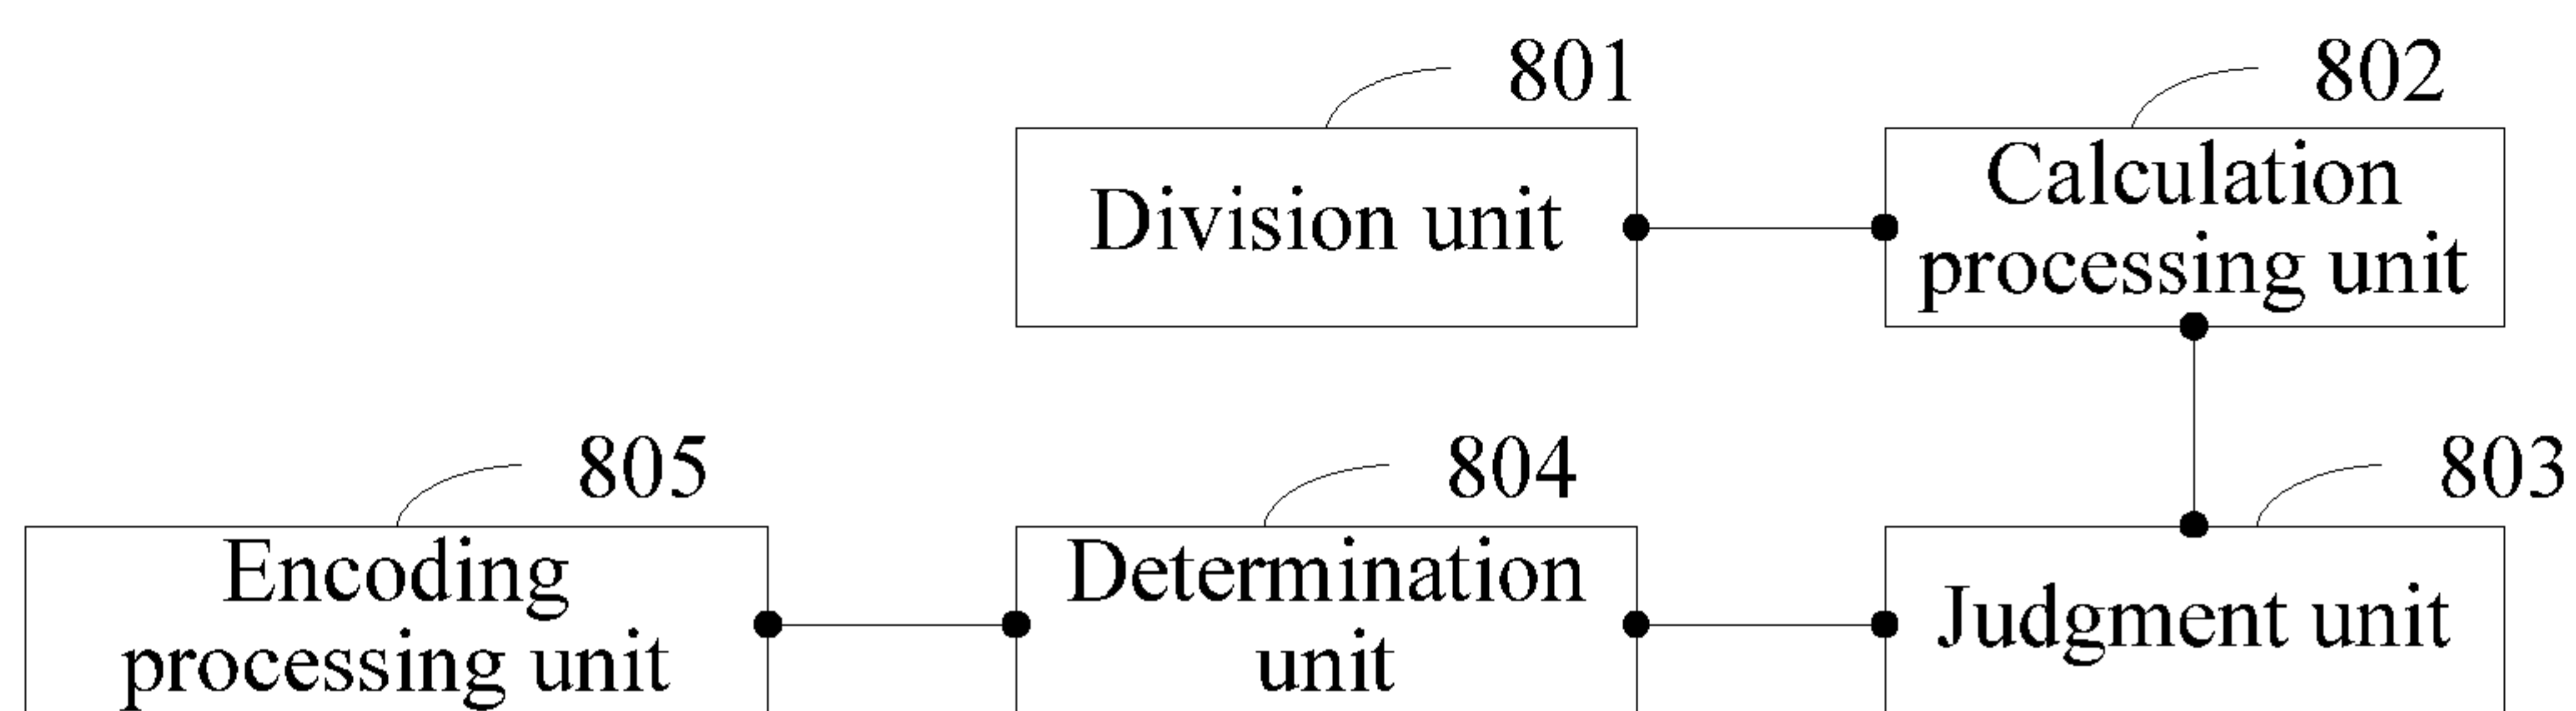 801
802
Division unit
Calculation
processing unit
805
804
803
Encoding
processing unit
Determination
unit
Judgment unit